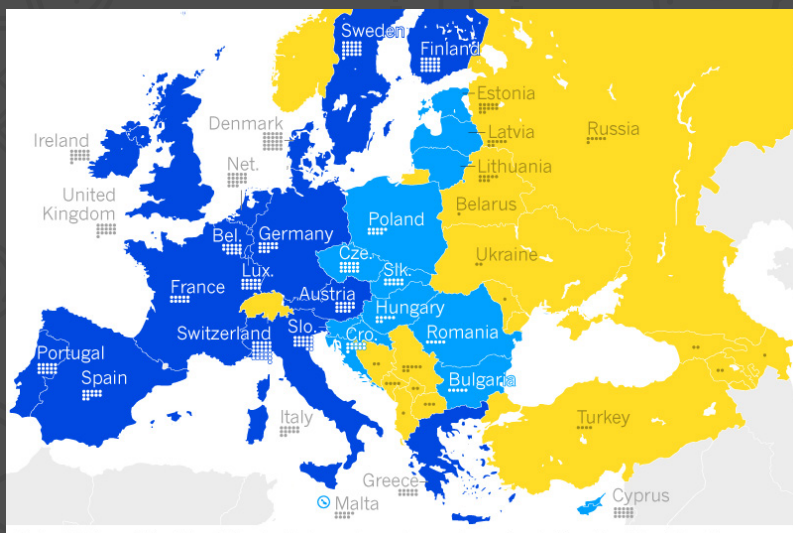 Sweden
Finland
Estonia
Denmark
Latvia
Russia
Ireland
Net.
Lithuania
United
Kingdom
Belarus
Poland
Bel.
Germany
Cze.
Ukraine
Lux.
Slk.
France
Austria
Hungary
Switzerland
Slo.
Cro.
Romania
Portugal
Spain
Bulgaria
Italy
Turkey
Greece
Malta
Cyprus